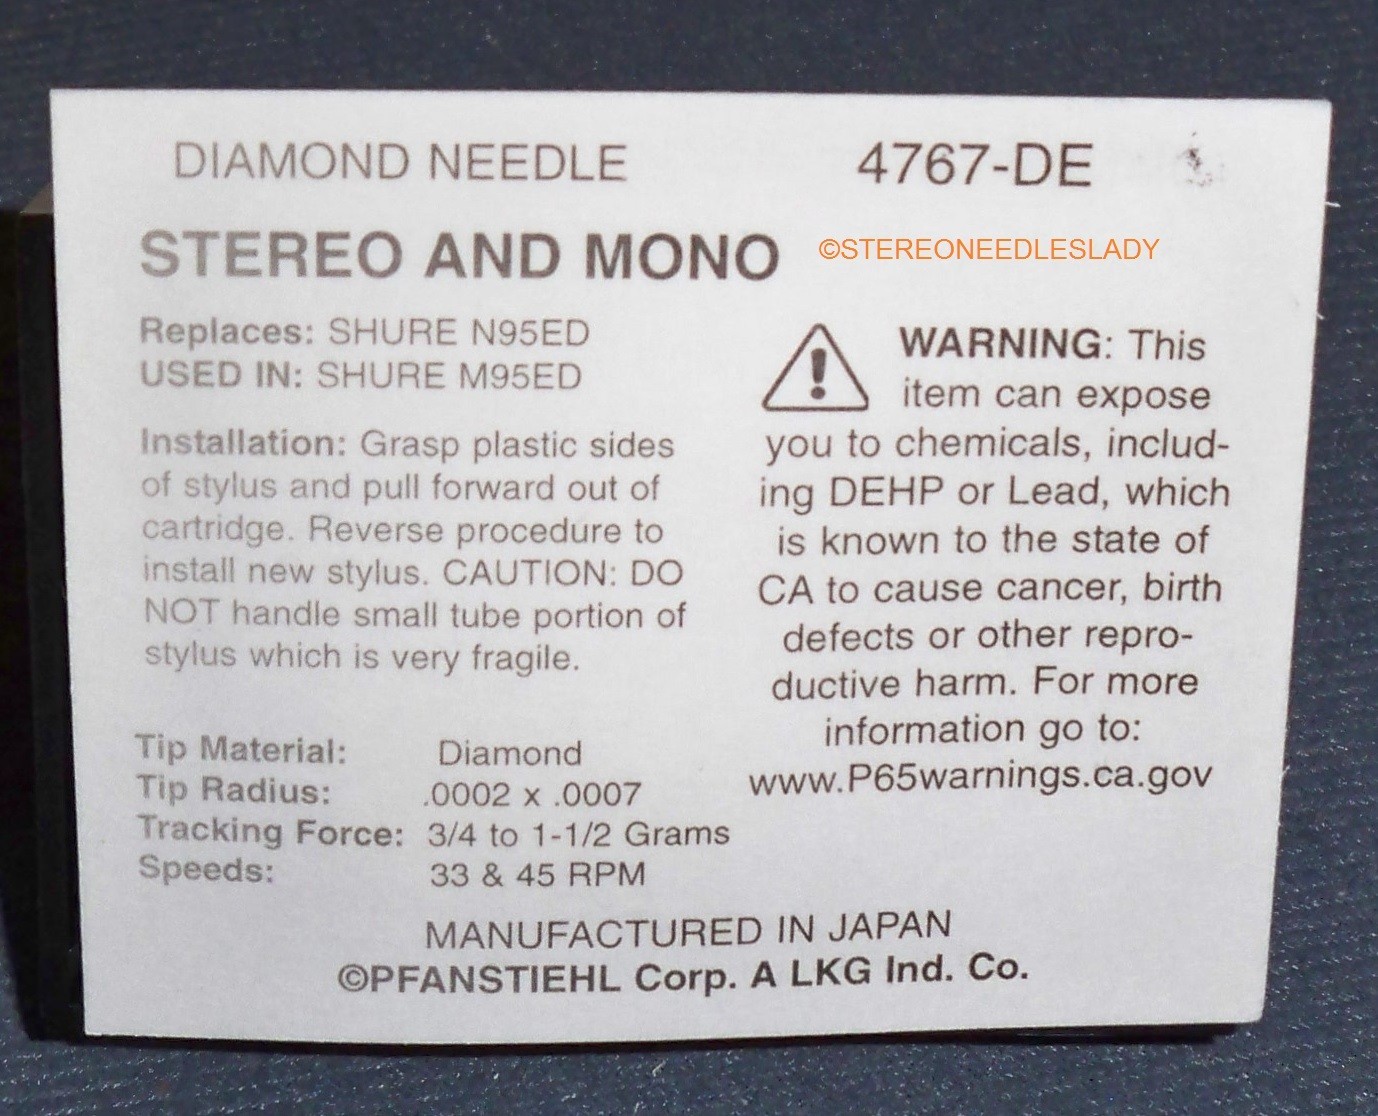 DIAMOND NEEDLE 4767-DE
STEREO AND MONO
©STEREONEEDLESLADY
Replaces: SHURE N95ED
USED IN: SHURE M95ED
Installation: Grasp plastic sides
of stylus and pull forward out of
cartridge. Reverse procedure to
install new stylus. CAUTION: DO
NOT handle small tube portion of
stylus which is very fragile.
WARNING: This
item can expose
you to chemicals, includ-
ing DEHP or Lead, which
is known to the state of
CA to cause cancer, birth
defects or other repro-
ductive harm. For more
information go to:
www.P65warnings.ca.gov
Tip Material: Diamond
Tip Radius: .0002 x .0007
Tracking Force: 3/4 to 1-1/2 Grams
Speeds: 33 & 45 RPM
MANUFACTURED IN JAPAN
©PFANSTIEHL Corp. A LKG Ind. Co.